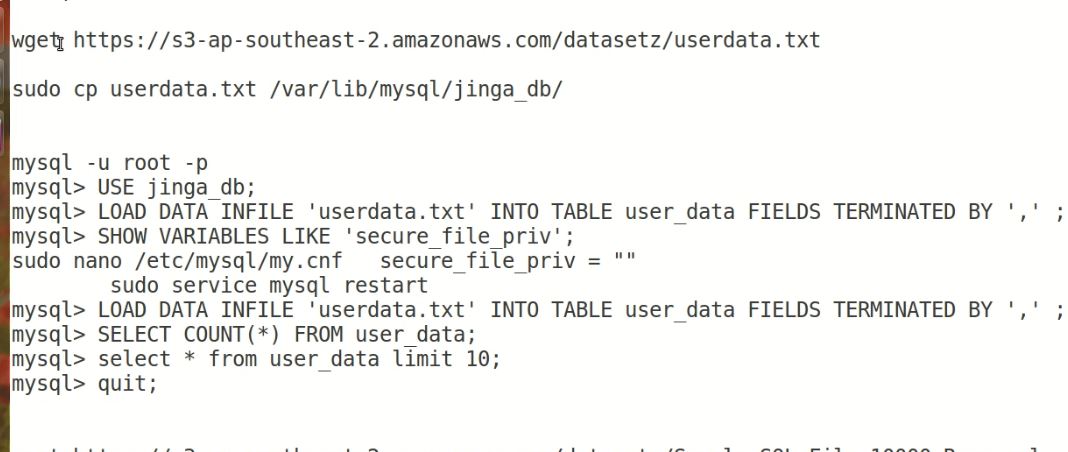 wget https://s3-ap-southeast-2.amazonaws.com/datasetz/userdata.txt
sudo cp userdata.txt /var/lib/mysql/jinga_db/
mysql -u root -p
mysql> USE jinga_db;
mysql> LOAD DATA INFILE 'userdata.txt' INTO TABLE user_data FIELDS TERMINATED BY ',' ;
mysql> SHOW VARIABLES LIKE 'secure_file_priv';
sudo nano /etc/mysql/my.cnf   secure_file_priv = ""
sudo service mysql restart
mysql> LOAD DATA INFILE 'userdata.txt' INTO TABLE user_data FIELDS TERMINATED BY ',' ;
mysql> SELECT COUNT(*) FROM user_data;
mysql> select * from user_data limit 10;
mysql> quit;